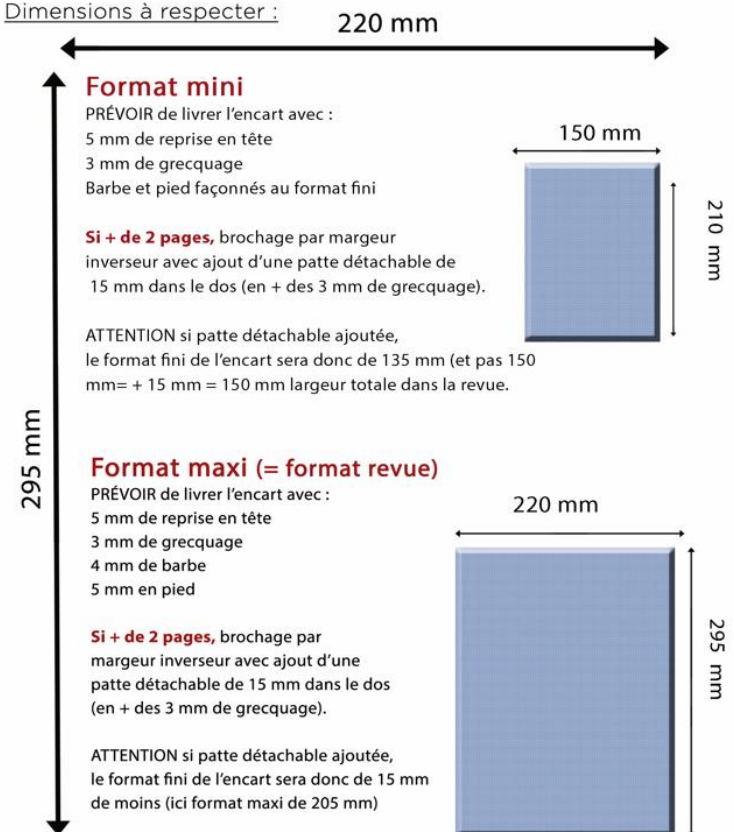 Dimensions à respecter :
220 mm
295 mm
Format mini
PRÉVOIR de livrer l'encart avec :
5 mm de reprise en tête
3 mm de grecquage
Barbe et pied façonnés au format fini
Si + de 2 pages, brochage par margeur
inverseur avec ajout d'une patte détachable de
15 mm dans le dos (en + des 3 mm de grecquage).
ATTENTION si patte détachable ajoutée,
le format fini de l'encart sera donc de 135 mm (et pas 150
mm= + 15 mm = 150 mm largeur totale dans la revue.
150 mm
210 mm
Format maxi (= format revue)
PRÉVOIR de livrer l'encart avec :
5 mm de reprise en tête
3 mm de grecquage
4 mm de barbe
5 mm en pied
Si + de 2 pages, brochage par
margeur inverseur avec ajout d'une
patte détachable de 15 mm dans le dos
(en + des 3 mm de grecquage).
ATTENTION si patte détachable ajoutée,
le format fini de l'encart sera donc de 15 mm
de moins (ici format maxi de 205 mm)
220 mm
295 mm